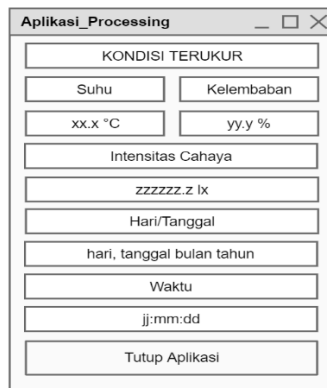 Aplikasi_Processing
KONDISI TERUKUR
Suhu Kelembaban
xx.x °C yy.y %
Intensitas Cahaya
zzzzzz.z lx
Hari/Tanggal
hari, tanggal bulan tahun
Waktu
jj:mm:dd
Tutup Aplikasi